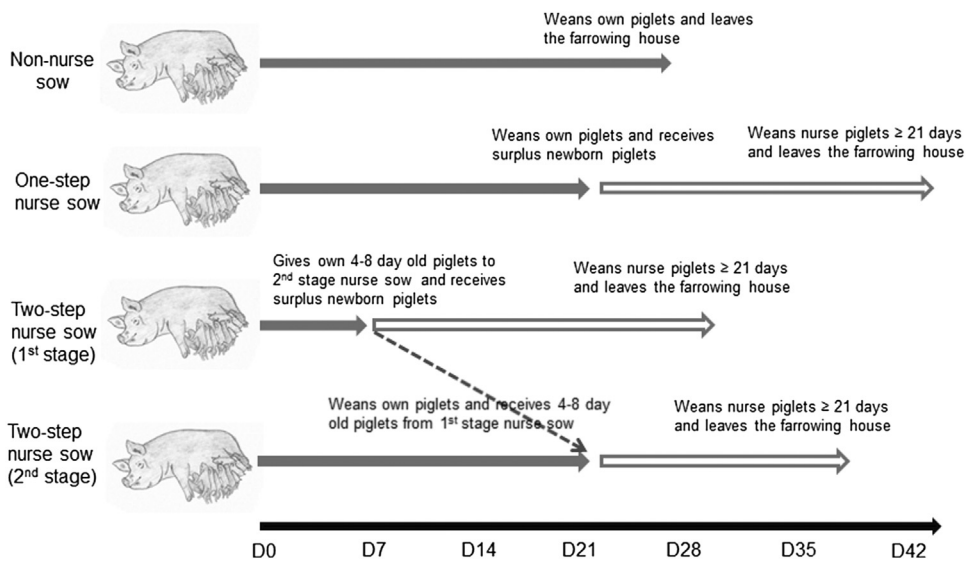 Weans own piglets and leaves
the farrowing house
Non-nurse
sow
Weans own piglets and receives
surplus newborn piglets
Weans nurse piglets ≥ 21 days
and leaves the farrowing house
One-step
nurse sow
Gives own 4-8 day old piglets to
2nd stage nurse sow and receives
surplus newborn piglets
Weans nurse piglets ≥ 21 days
and leaves the farrowing house
Two-step
nurse sow
(1st stage)
Weans own piglets and receives 4-8 day
old piglets from 1st stage nurse sow
Weans nurse piglets ≥ 21 days
and leaves the farrowing house
Two-step
nurse sow
(2nd stage)
D0 D7 D14 D21 D28 D35 D42